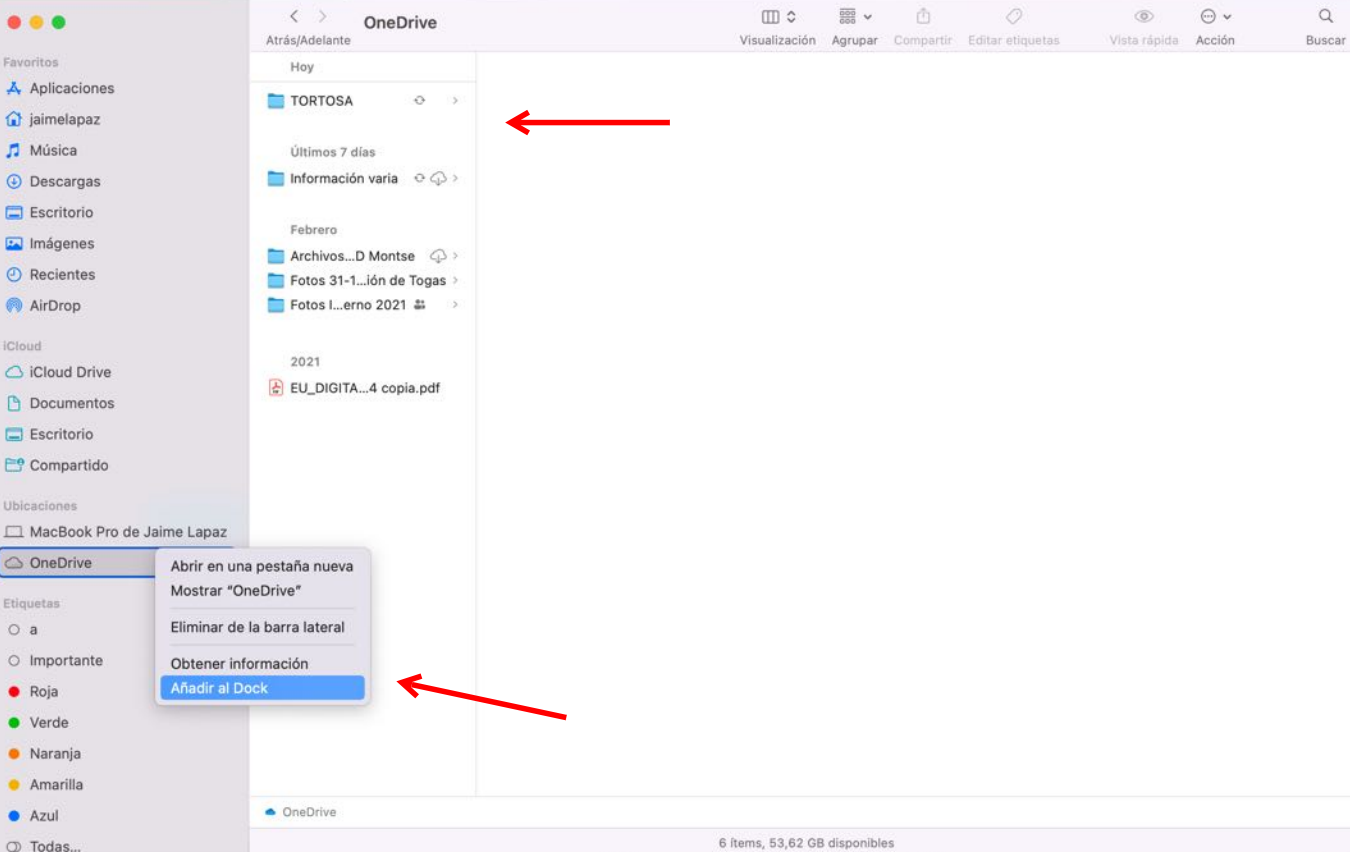 OneDrive
Atrás/Adelante
Visualización
Agrupar
Compartir
Editar etiquetas
Vista rápida
Acción
Buscar
Favoritos
Aplicaciones
jaimelapaz
Música
Descargas
Escritorio
Imágenes
Recientes
AirDrop
iCloud
iCloud Drive
Documentos
Escritorio
Compartido
Ubicaciones
MacBook Pro de Jaime Lapaz
OneDrive
Etiquetas
a
Importante
Roja
Verde
Naranja
Amarilla
Azul
Todas...
Hoy
TORTOSA
Últimos 7 días
Información varia
Febrero
Archivos...D Montse
Fotos 31-1...ión de Togas
Fotos I...erno 2021
2021
EU_DIGITA...4 copia.pdf
Abrir en una pestaña nueva
Mostrar “OneDrive”
Eliminar de la barra lateral
Obtener información
Añadir al Dock
OneDrive
6 ítems, 53,62 GB disponibles